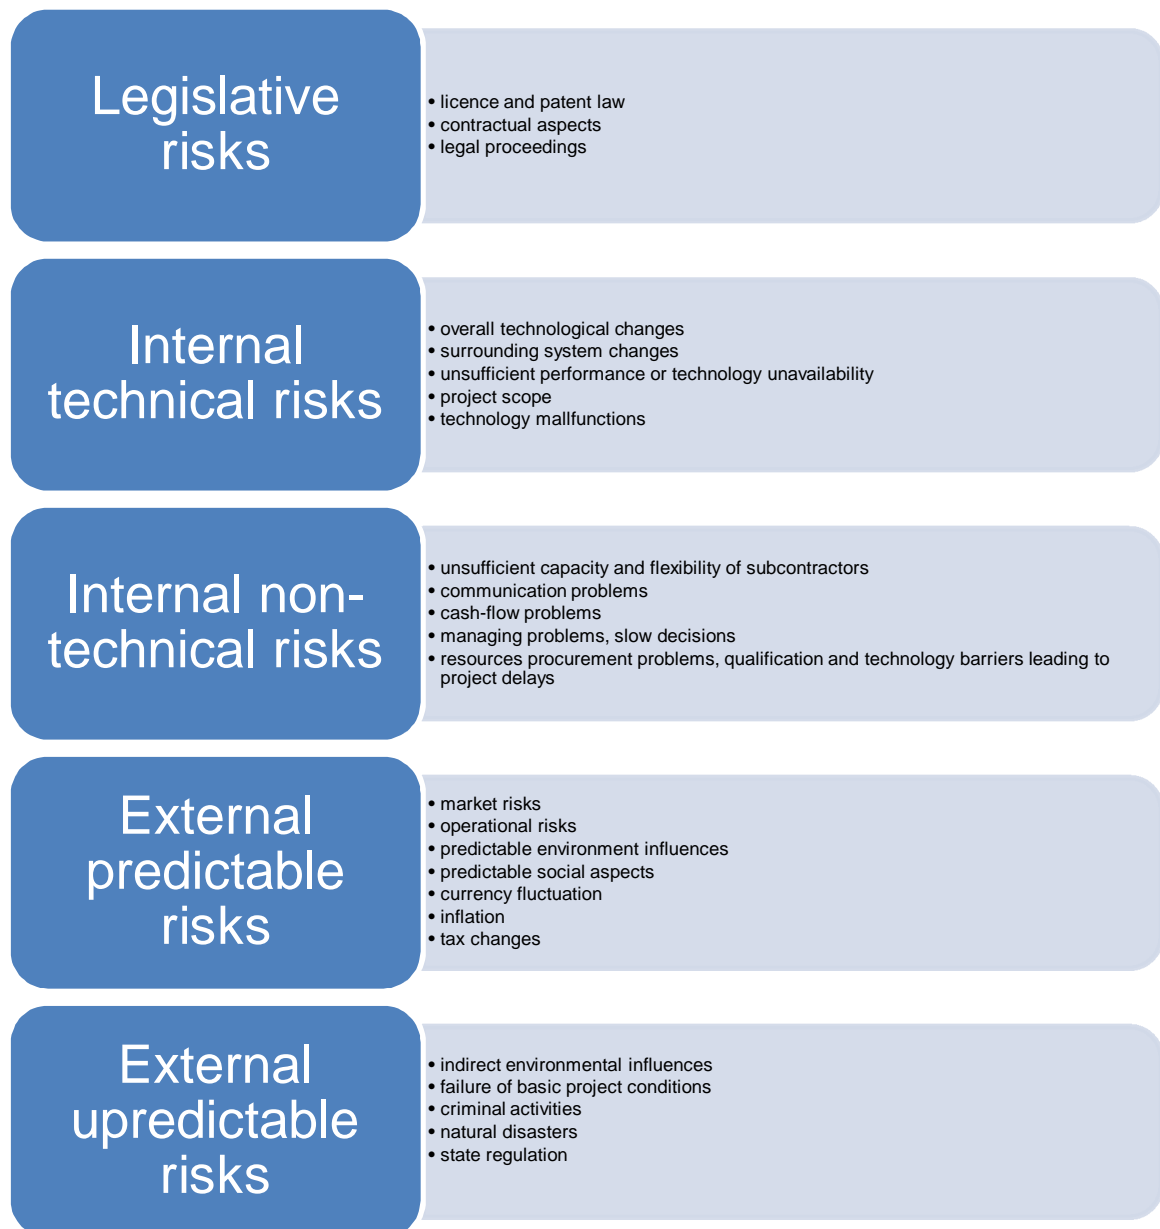 Legislative
risks
• licence and patent law
• contractual aspects
• legal proceedings
Internal
technical risks
• overall technological changes
• surrounding system changes
• unsufficient performance or technology unavailability
• project scope
• technology mallfunctions
Internal non-
technical risks
• unsufficient capacity and flexibility of subcontractors
• communication problems
• cash-flow problems
• managing problems, slow decisions
• resources procurement problems, qualification and technology barriers leading to
project delays
External
predictable
risks
• market risks
• operational risks
• predictable environment influences
• predictable social aspects
• currency fluctuation
• inflation
• tax changes
External
upredictable
risks
• indirect environmental influences
• failure of basic project conditions
• criminal activities
• natural disasters
• state regulation